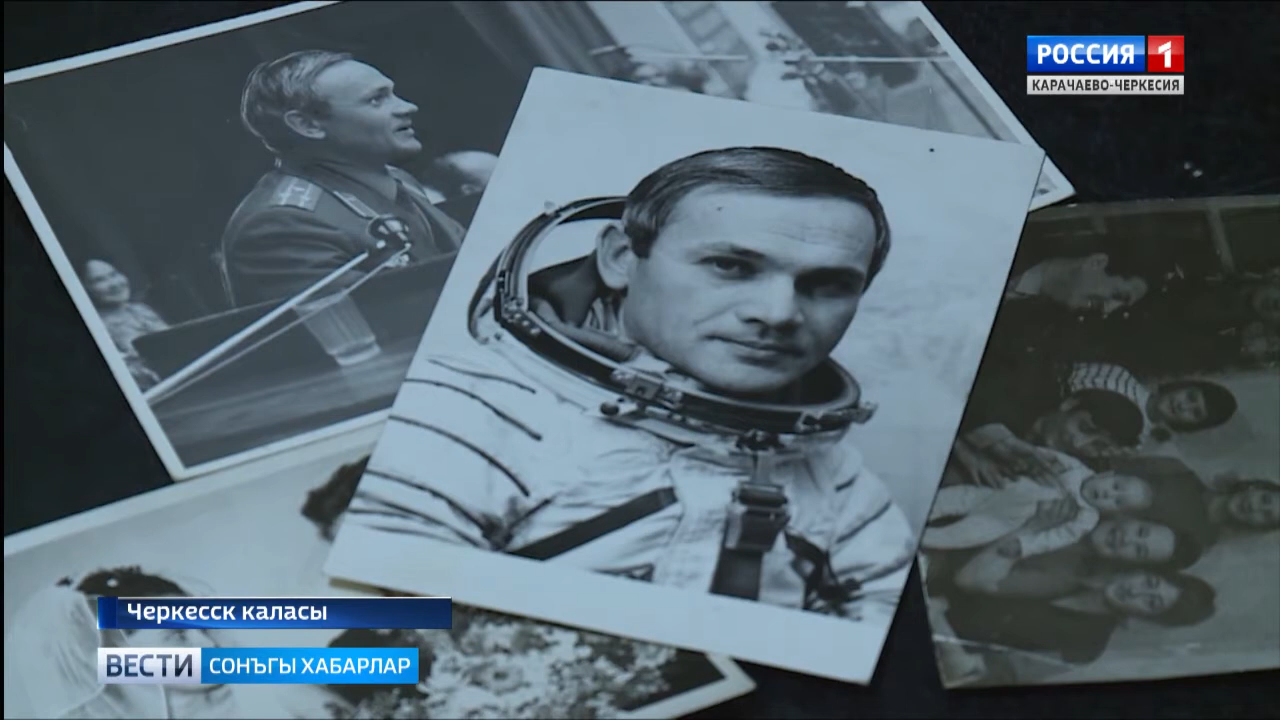 РОССИЯ 1
КАРАЧАЕВО-ЧЕРКЕСИЯ
Черкесск каласы
ВЕСТИ СОНЪГЫ ХАБАРЛАР